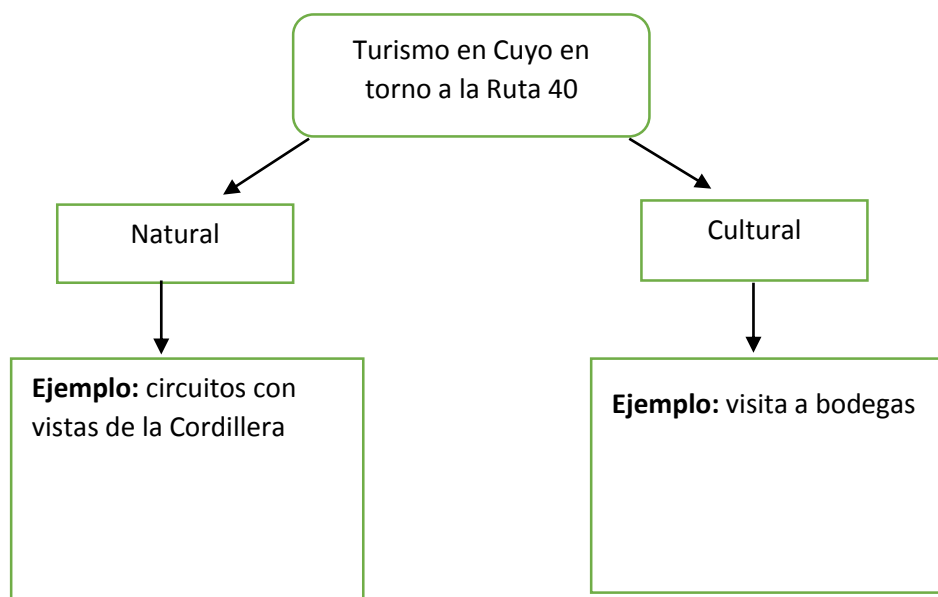 Turismo en Cuyo en
torno a la Ruta 40
Natural
Cultural
Ejemplo: circuitos con
vistas de la Cordillera
Ejemplo: visita a bodegas